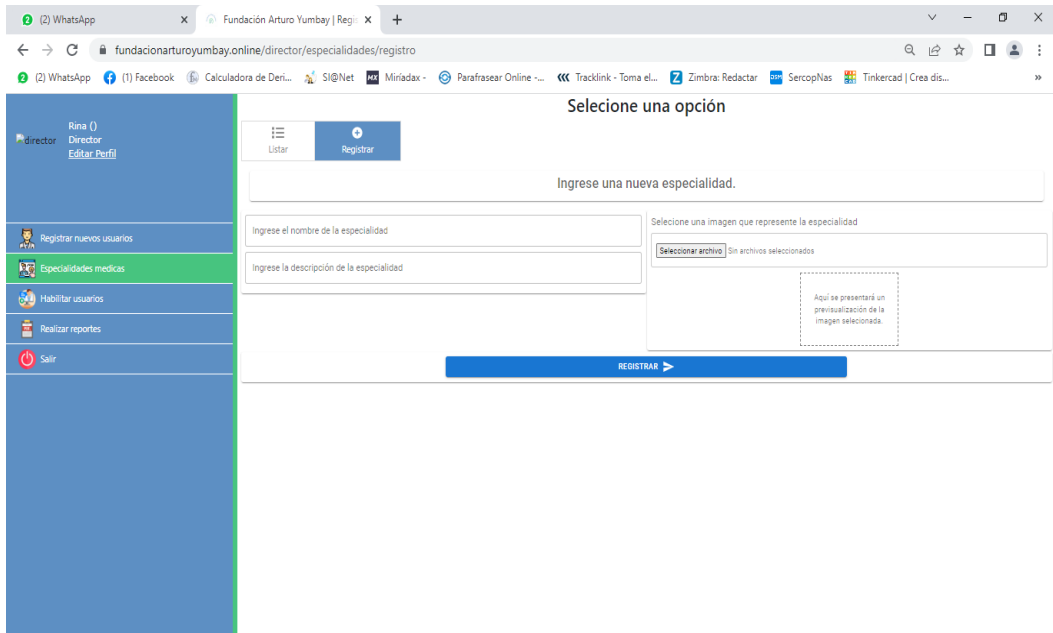 (2) WhatsApp
Fundación Arturo Yumbay | Regi
fundacionarturoyumbay.online/director/especialidades/registro
(2) WhatsApp (1) Facebook Calculadora de Deri... SI@Net Miríadax - Parafrasear Online -... Tracklink - Toma el... Zimbra: Redactar SercopNas Tinkercad | Crea dis... »
Selecione una opción
director
Rina ()
Director
Editar Perfil
Listar
Registrar
Ingrese una nueva especialidad.
Registrar nuevos usuarios
Especialidades medicas
Habilitar usuarios
Realizar reportes
Salir
Ingrese el nombre de la especialidad
Ingrese la descripción de la especialidad
Selecione una imagen que represente la especialidad
Seleccionar archivo Sin archivos seleccionados
Aquí se presentará un
previsualización de la
imagen selecionada.
REGISTRAR